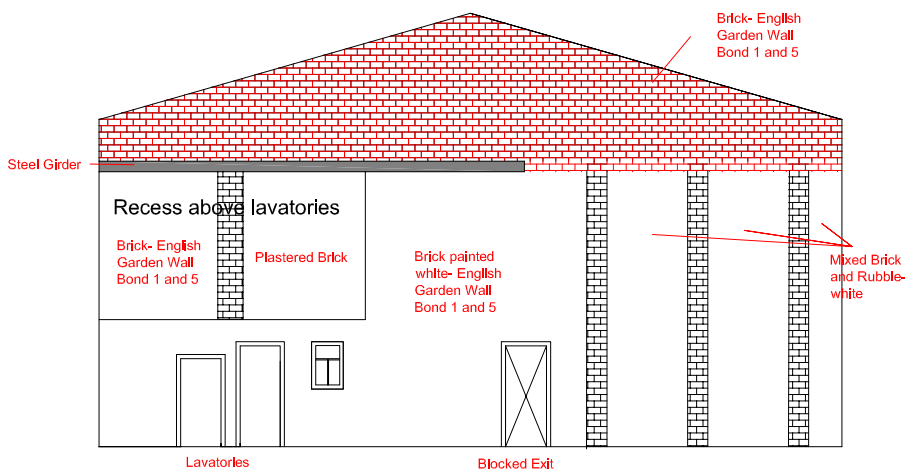 Brick- English
Garden Wall
Bond 1 and 5
Steel Girder
Recess above lavatories
Brick- English
Garden Wall
Bond 1 and 5
Plastered Brick
Brick painted
white- English
Garden Wall
Bond 1 and 5
Mixed Brick
and Rubble-
white
Lavatories
Blocked Exit